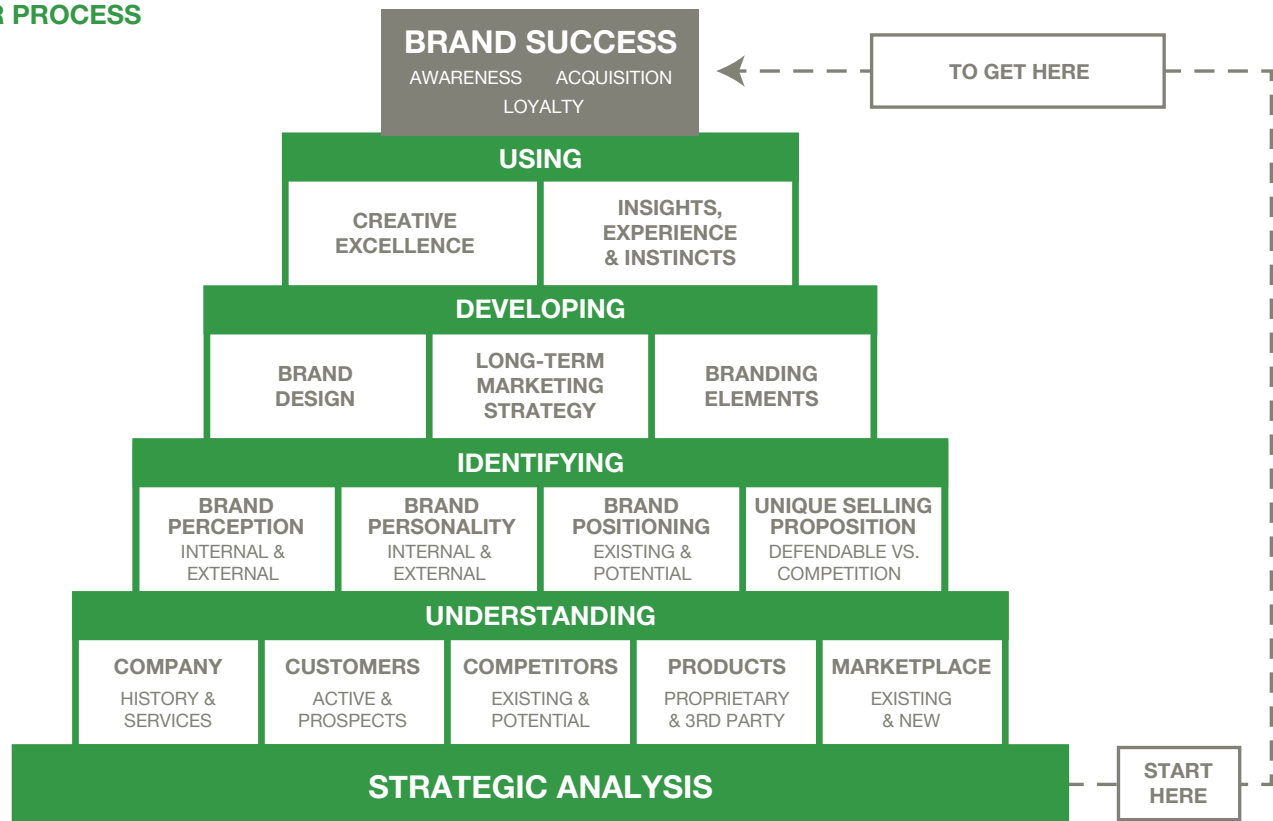 R PROCESS
BRAND SUCCESS
AWARENESS ACQUISITION
LOYALTY
TO GET HERE
USING
CREATIVE
EXCELLENCE
INSIGHTS,
EXPERIENCE
& INSTINCTS
DEVELOPING
BRAND
DESIGN
LONG-TERM
MARKETING
STRATEGY
BRANDING
ELEMENTS
IDENTIFYING
BRAND
PERCEPTION
INTERNAL &
EXTERNAL
BRAND
PERSONALITY
INTERNAL &
EXTERNAL
BRAND
POSITIONING
EXISTING &
POTENTIAL
UNIQUE SELLING
PROPOSITION
DEFENDABLE VS.
COMPETITION
UNDERSTANDING
COMPANY
HISTORY &
SERVICES
CUSTOMERS
ACTIVE &
PROSPECTS
COMPETITORS
EXISTING &
POTENTIAL
PRODUCTS
PROPRIETARY
& 3RD PARTY
MARKETPLACE
EXISTING
& NEW
STRATEGIC ANALYSIS
START
HERE